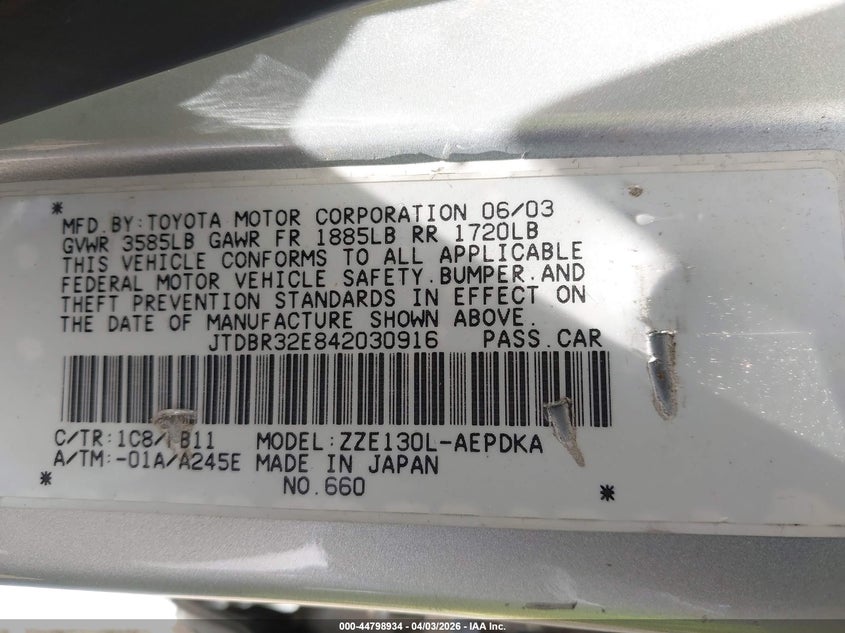 *
MFD.BY:TOYOTA MOTOR CORPORATION 06/03
GVWR 3585LB GAWR FR 1885LB RR 1720LB
THIS VEHICLE CONFORMS TO ALL APPLICABLE
FEDERAL MOTOR VEHICLE SAFETY.BUMPER.AND
THEFT PREVENTION STANDARDS IN EFFECT ON
THE DATE OF MANUFACTURE SHOWN ABOVE.
JTDBR32E842030916 PASS.CAR
C/TR:1C8/ B11 MODEL:ZZE130L-AEPDKA
A/TM:-01A/A245E MADE IN JAPAN
* NO.660 *
000-44798934 - 04/03/2026 - IAA Inc.